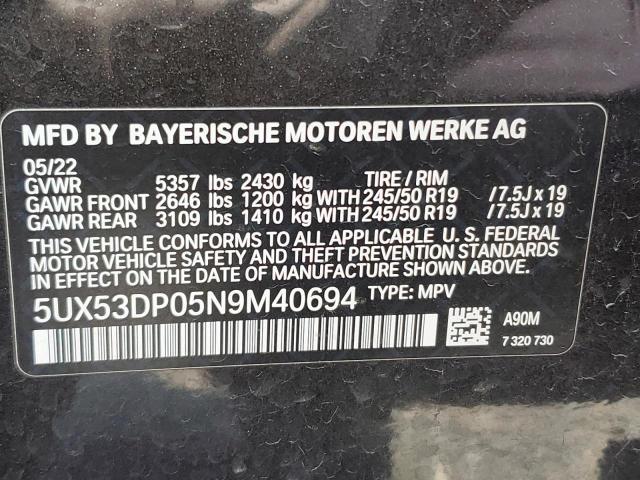 MFD BY BAYERISCHE MOTOREN WERKE AG
05/22
GVWR 5357 lbs 2430 kg TIRE / RIM
GAWR FRONT 2646 lbs 1200 kg WITH 245/50 R19 / 7.5J x 19
GAWR REAR 3109 lbs 1410 kg WITH 245/50 R19 / 7.5J x 19
THIS VEHICLE CONFORMS TO ALL APPLICABLE U. S. FEDERAL
MOTOR VEHICLE SAFETY AND THEFT PREVENTION STANDARDS
IN EFFECT ON THE DATE OF MANUFACTURE SHOWN ABOVE.
5UX53DP05N9M40694 TYPE: MPV
A90M
7 320 730